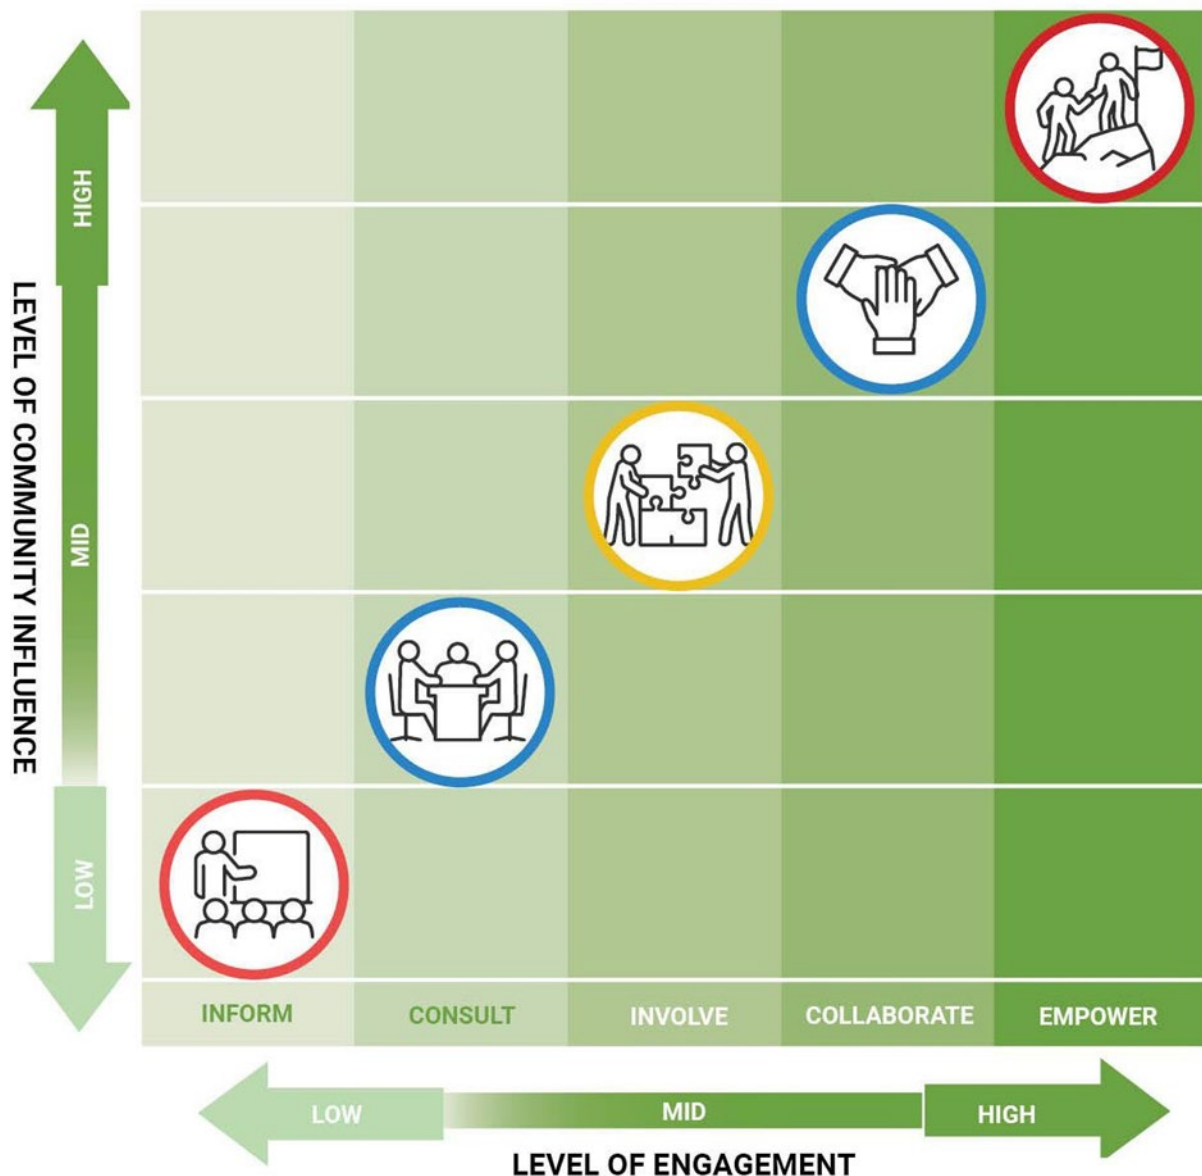 HIGH
MID
LOW
LEVEL OF COMMUNITY INFLUENCE
INFORM
CONSULT
INVOLVE
COLLABORATE
EMPOWER
LOW
MID
HIGH
LEVEL OF ENGAGEMENT